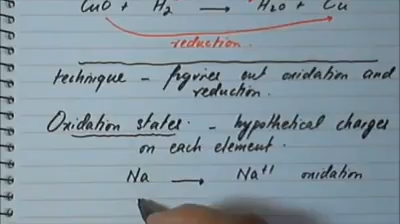 CuO + H₂ → H₂O + Cu
reduction.
technique - figures out oxidation and
reduction.
Oxidation states. - hypothetical charges
on each element.
Na → Na⁺¹ oxidation